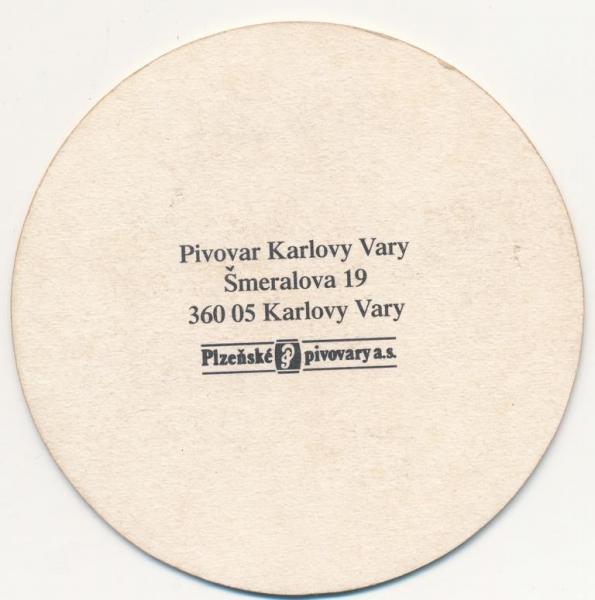 Pivovar Karlovy Vary
Šmeralova 19
360 05 Karlovy Vary
Plzeňské pivovary a.s.